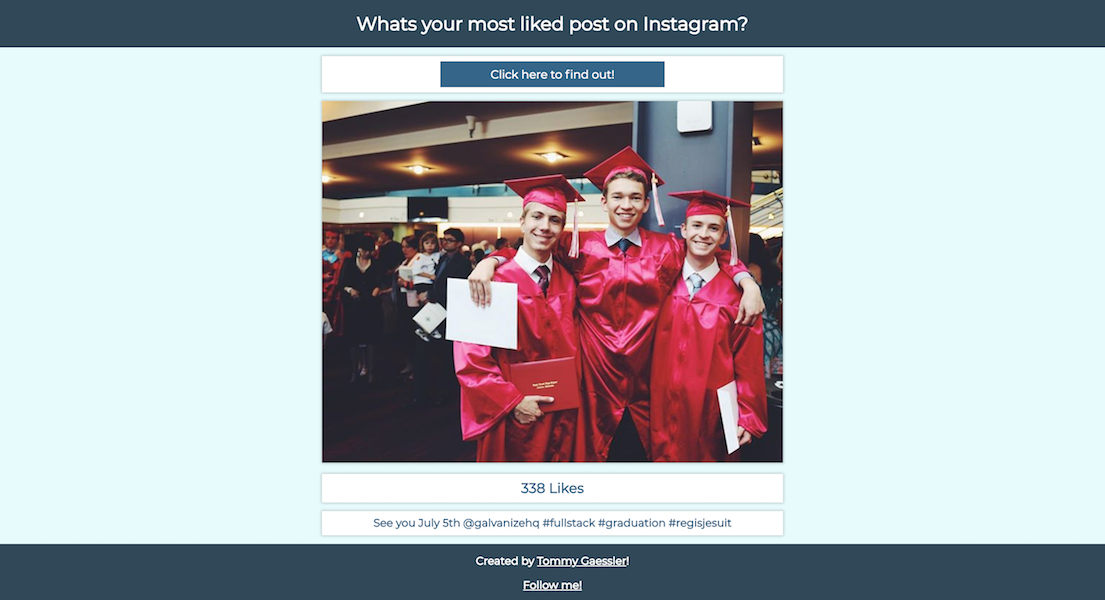 Whats your most liked post on Instagram?
Click here to find out!
338 Likes
See you July 5th @galvanizehq #fullstack #graduation #regisjesuit
Created by Tommy Gaessler!
Follow me!